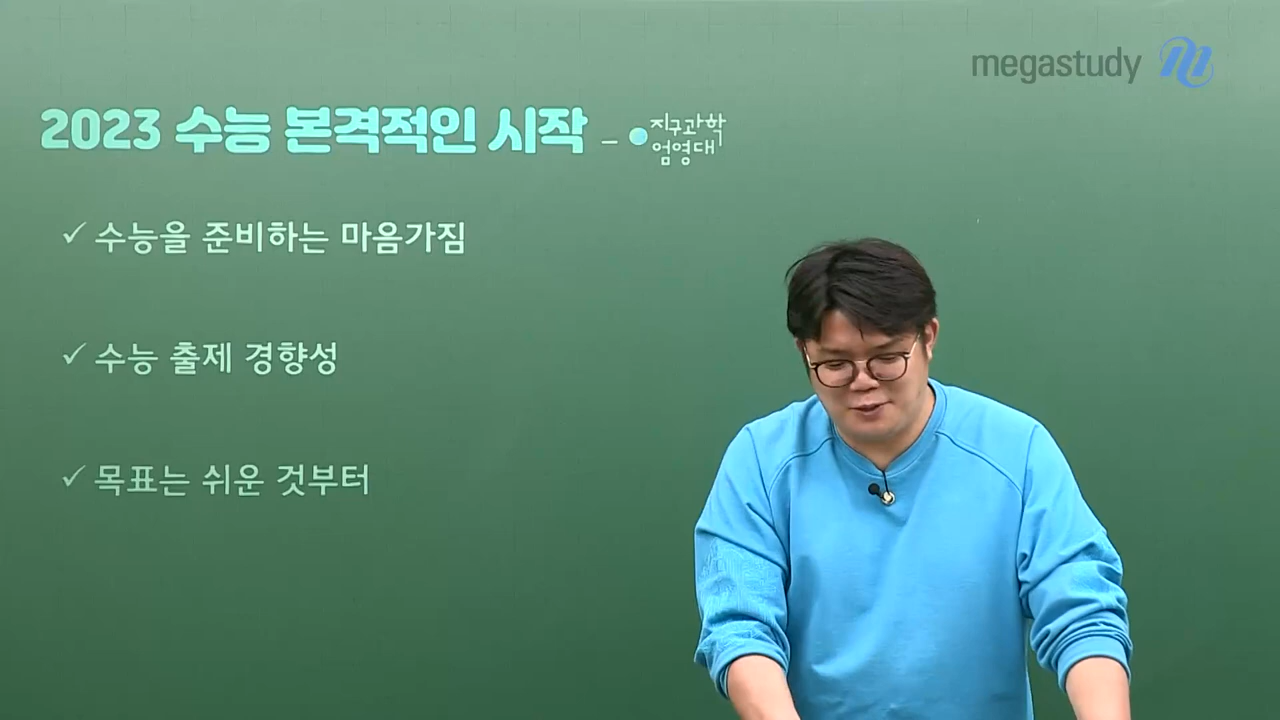 megastudy
2023 수능 본격적인 시작 – 지구과학
엄영대
✓ 수능을 준비하는 마음가짐
✓ 수능 출제 경향성
✓ 목표는 쉬운 것부터